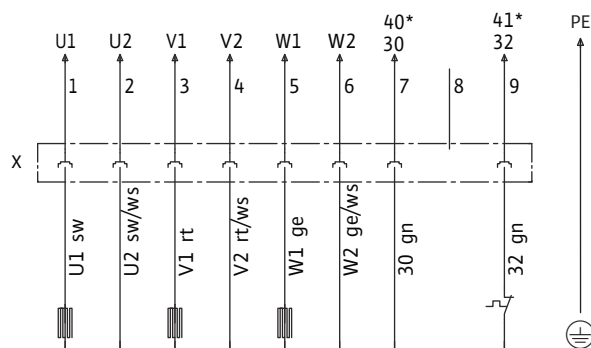 40* 41*
U1 U2 V1 V2 W1 W2 30 32 PE
1 2 3 4 5 6 7 8 9
X
U1 sw
U2 sw/ws
V1 rt
V2 rt/ws
W1 ge
W2 ge/ws
30 gn
32 gn